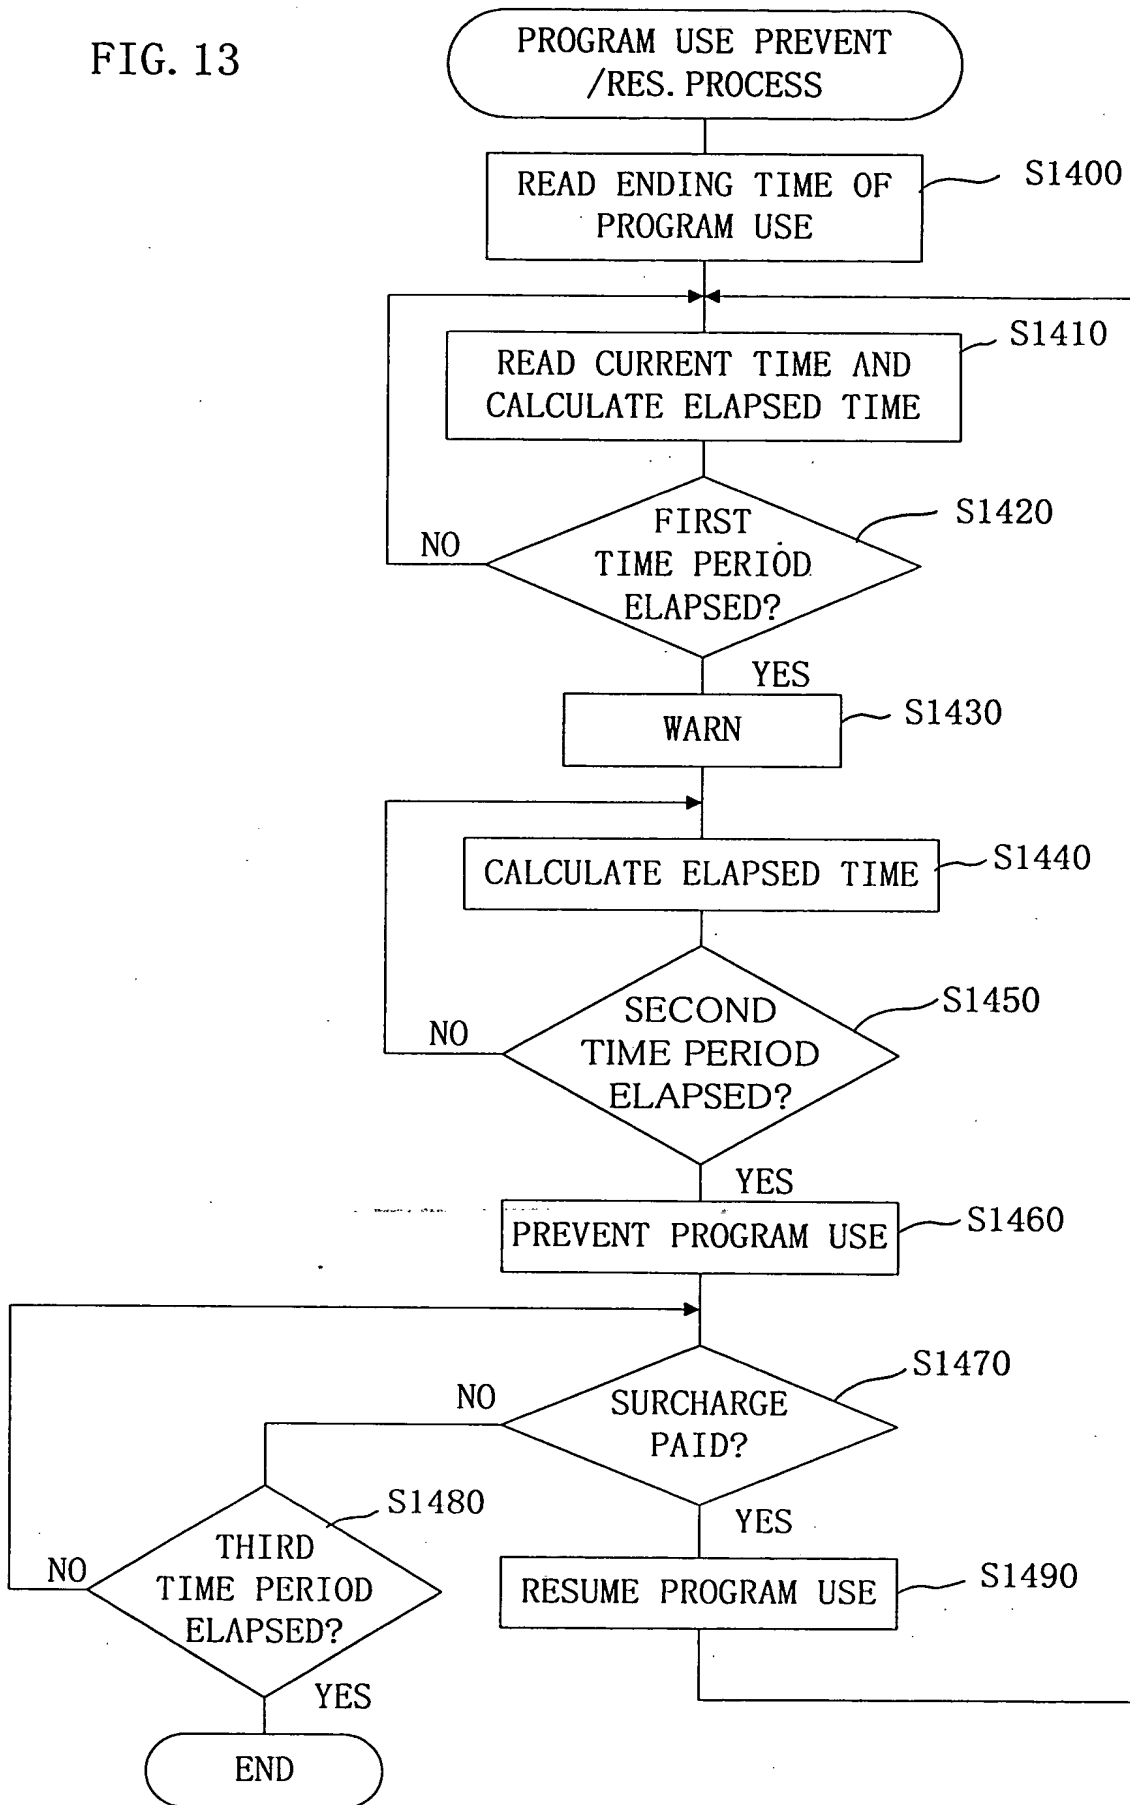 FIG. 13
PROGRAM USE PREVENT
/RES. PROCESS
READ ENDING TIME OF
PROGRAM USE
S1400
READ CURRENT TIME AND
CALCULATE ELAPSED TIME
S1410
FIRST
TIME PERIOD
ELAPSED?
S1420
NO
YES
WARN
S1430
CALCULATE ELAPSED TIME
S1440
SECOND
TIME PERIOD
ELAPSED?
S1450
NO
YES
PREVENT PROGRAM USE
S1460
SURCHARGE
PAID?
S1470
NO
YES
THIRD
TIME PERIOD
ELAPSED?
S1480
NO
YES
RESUME PROGRAM USE
S1490
END